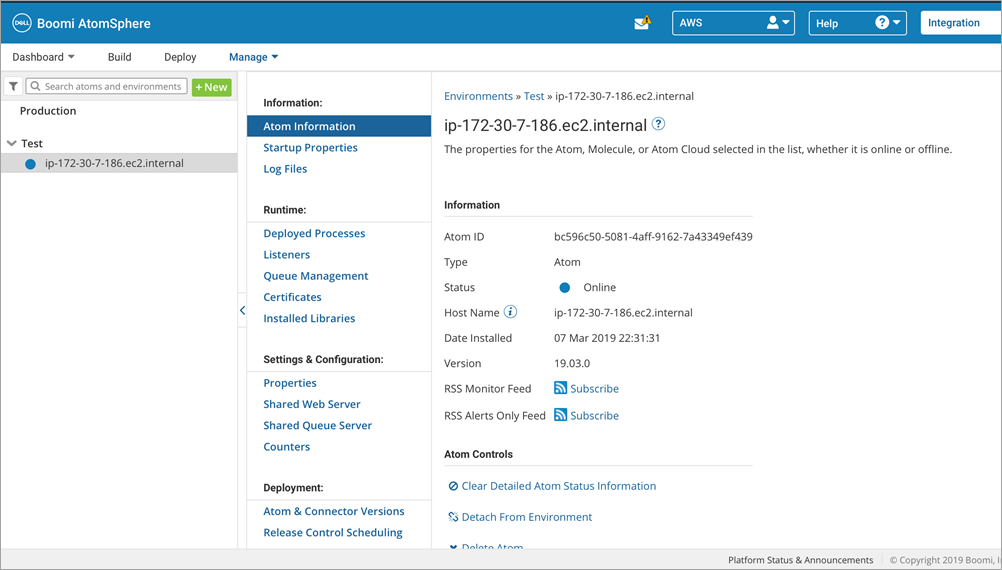 DELL Boomi AtomSphere
AWS
Help
Integration
Dashboard Build Deploy Manage
Search atoms and environments
+ New
Production
Test
ip-172-30-7-186.ec2.internal
Information:
Atom Information
Startup Properties
Log Files
Runtime:
Deployed Processes
Listeners
Queue Management
Certificates
Installed Libraries
Settings & Configuration:
Properties
Shared Web Server
Shared Queue Server
Counters
Deployment:
Atom & Connector Versions
Release Control Scheduling
Environments » Test » ip-172-30-7-186.ec2.internal
ip-172-30-7-186.ec2.internal ?
The properties for the Atom, Molecule, or Atom Cloud selected in the list, whether it is online or offline.
Information
Atom ID bc596c50-5081-4aff-9162-7a43349ef439
Type Atom
Status Online
Host Name i ip-172-30-7-186.ec2.internal
Date Installed 07 Mar 2019 22:31:31
Version 19.03.0
RSS Monitor Feed Subscribe
RSS Alerts Only Feed Subscribe
Atom Controls
Clear Detailed Atom Status Information
Detach From Environment
Delete Atom
Platform Status & Announcements
© Copyright 2019 Boomi,